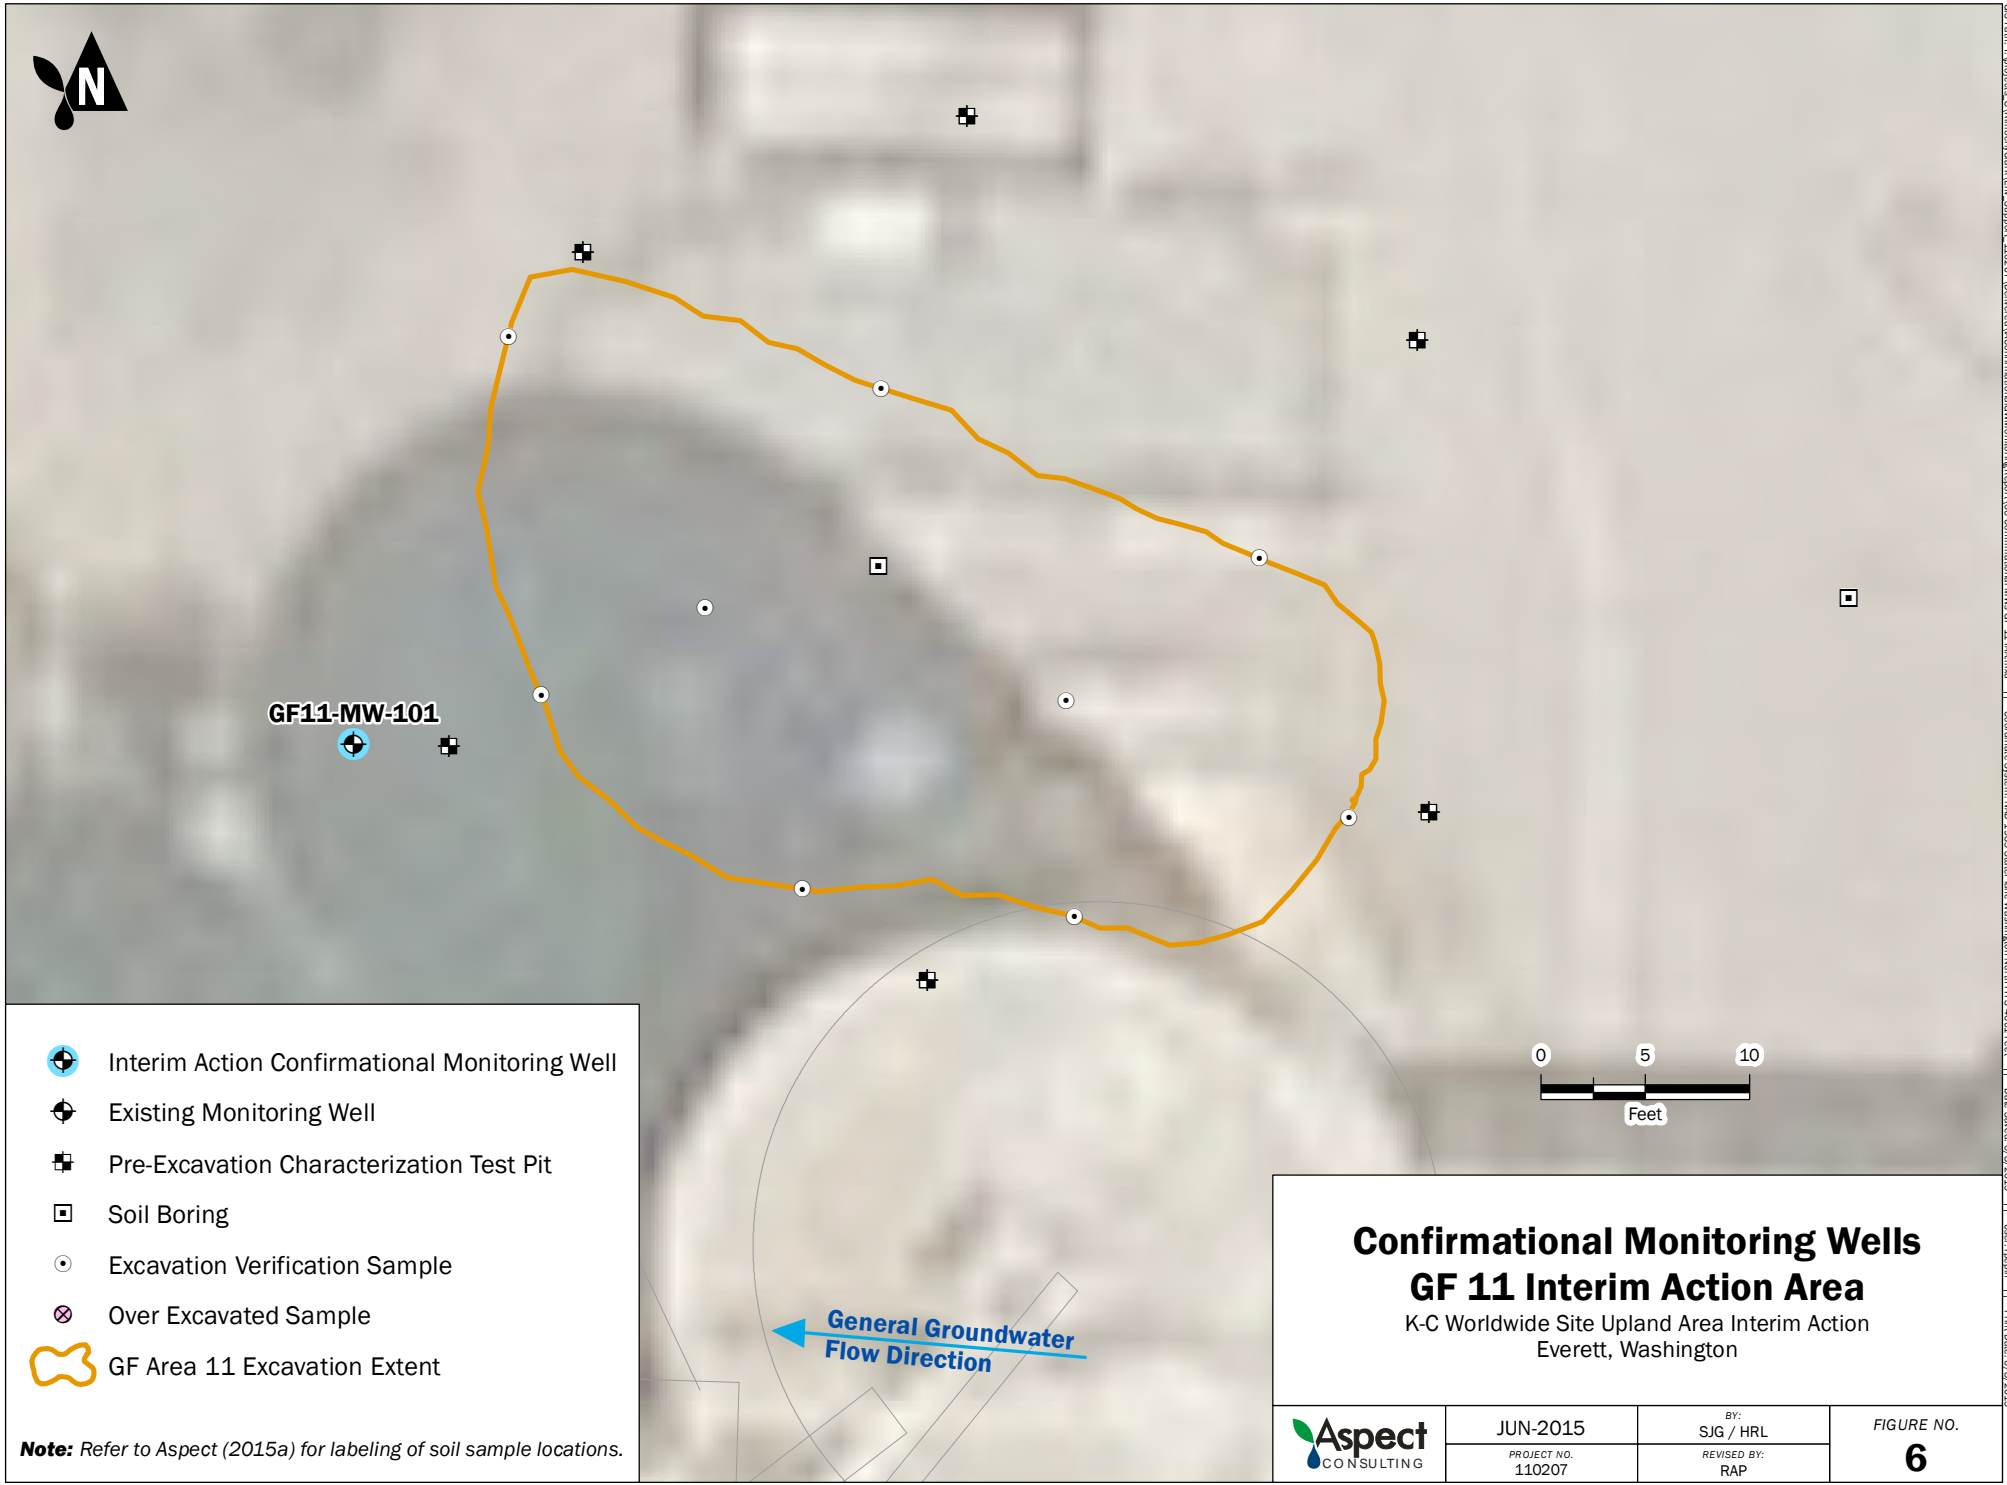 N
GF11-MW-101
Interim Action Confirmational Monitoring Well
Existing Monitoring Well
Pre-Excavation Characterization Test Pit
Soil Boring
Excavation Verification Sample
Over Excavated Sample
GF Area 11 Excavation Extent
Note: Refer to Aspect (2015a) for labeling of soil sample locations.
General Groundwater
Flow Direction
0 5 10
Feet
Confirmational Monitoring Wells
GF 11 Interim Action Area
K-C Worldwide Site Upland Area Interim Action
Everett, Washington
Aspect
CONSULTING
JUN-2015
PROJECT NO.
110207
BY:
SJG / HRL
REVISED BY:
RAP
FIGURE NO.
6